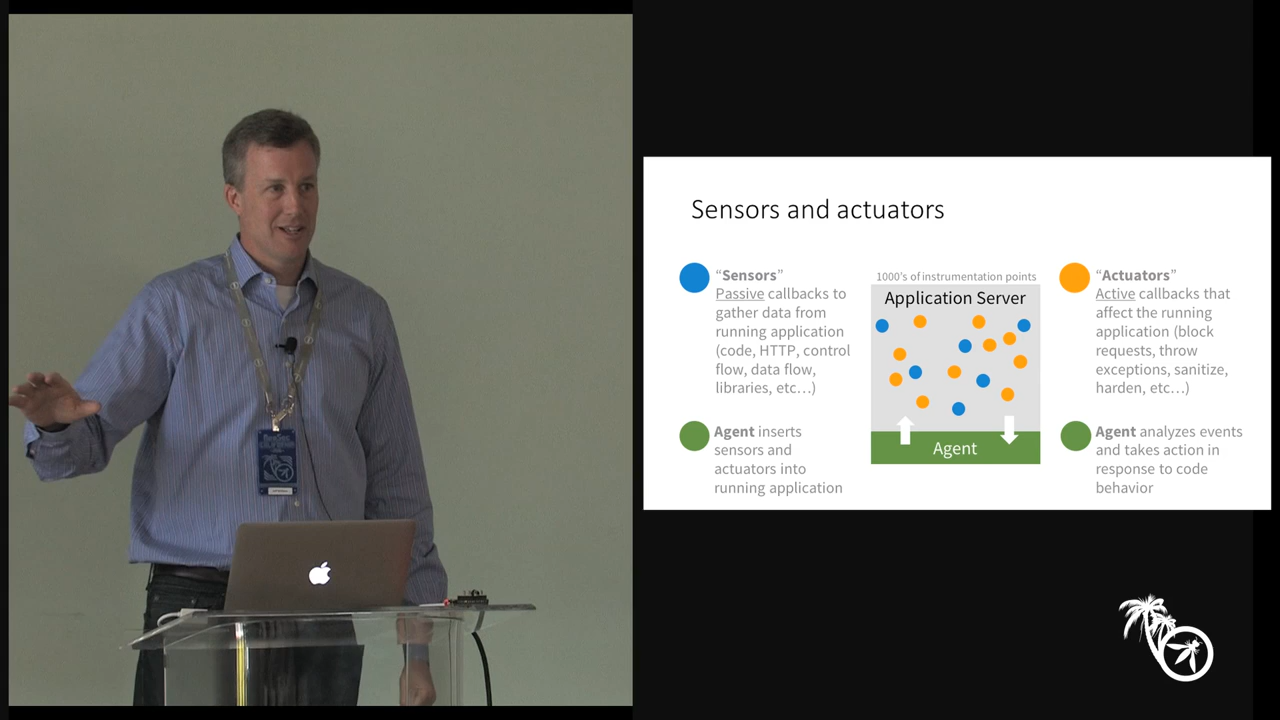 Sensors and actuators
“Sensors”
Passive callbacks to
gather data from
running application
(code, HTTP, control
flow, data flow,
libraries, etc…)
Agent inserts
sensors and
actuators into
running application
1000's of instrumentation points
Application Server
Agent
“Actuators”
Active callbacks that
affect the running
application (block
requests, throw
exceptions, sanitize,
harden, etc…)
Agent analyzes events
and takes action in
response to code
behavior